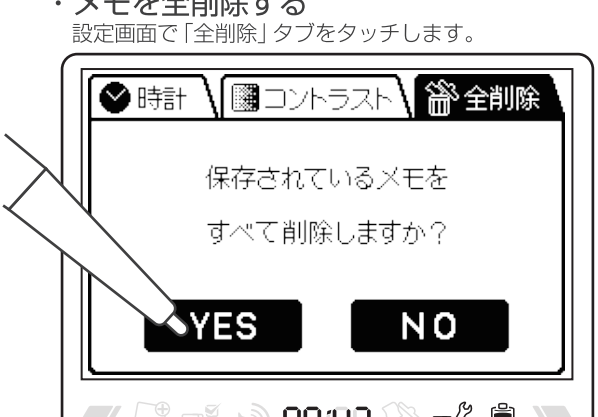 ・メモを全削除する
設定画面で「全削除」タブをタッチします。
時計 コントラスト 全削除
保存されているメモを
すべて削除しますか?
YES NO